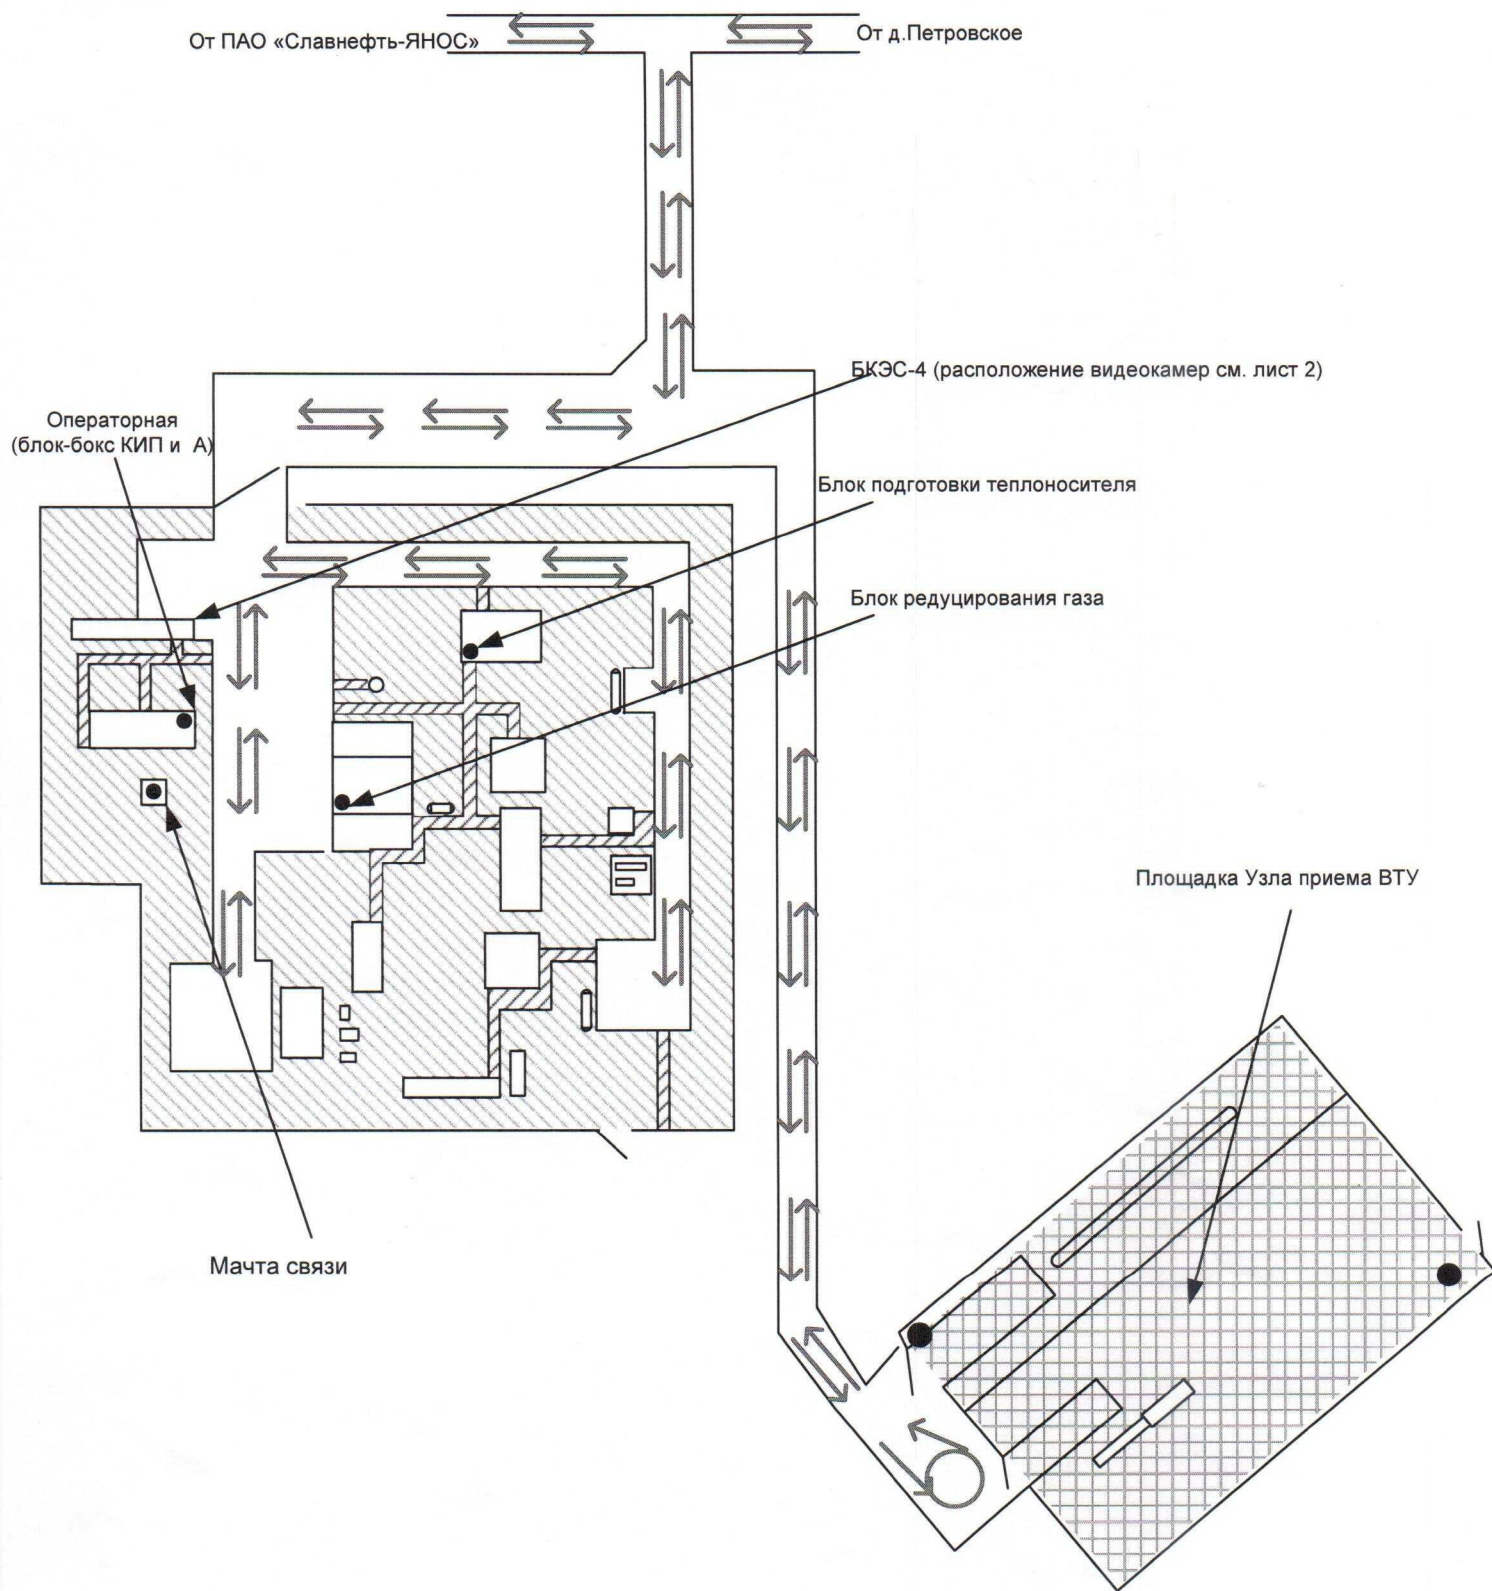 От ПАО «Славнефть-ЯНОС»
От д.Петровское
БКЭС-4 (расположение видеокамер см. лист 2)
Операторная
(блок-бокс КИП и А)
Блок подготовки теплоносителя
Блок редуцирования газа
Площадка Узла приема ВТУ
Мачта связи